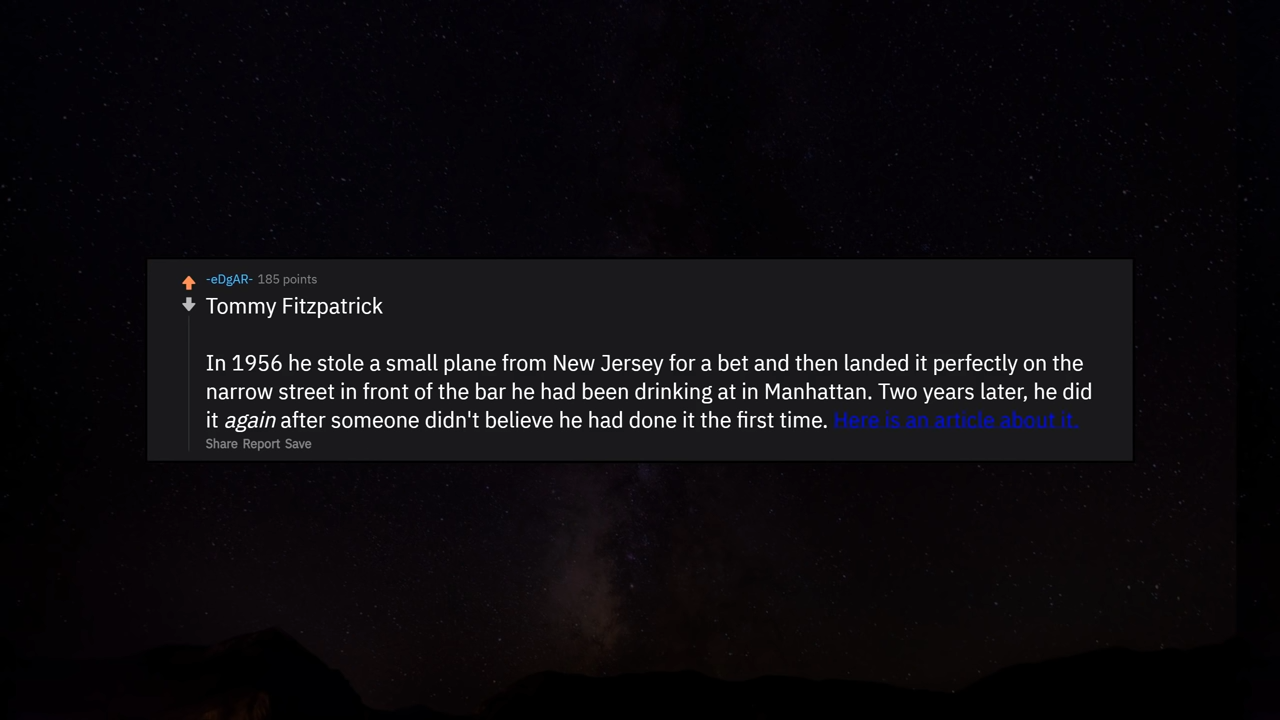 -eDgAR- 185 points
Tommy Fitzpatrick
In 1956 he stole a small plane from New Jersey for a bet and then landed it perfectly on the
narrow street in front of the bar he had been drinking at in Manhattan. Two years later, he did
it again after someone didn't believe he had done it the first time. Here is an article about it.
Share Report Save